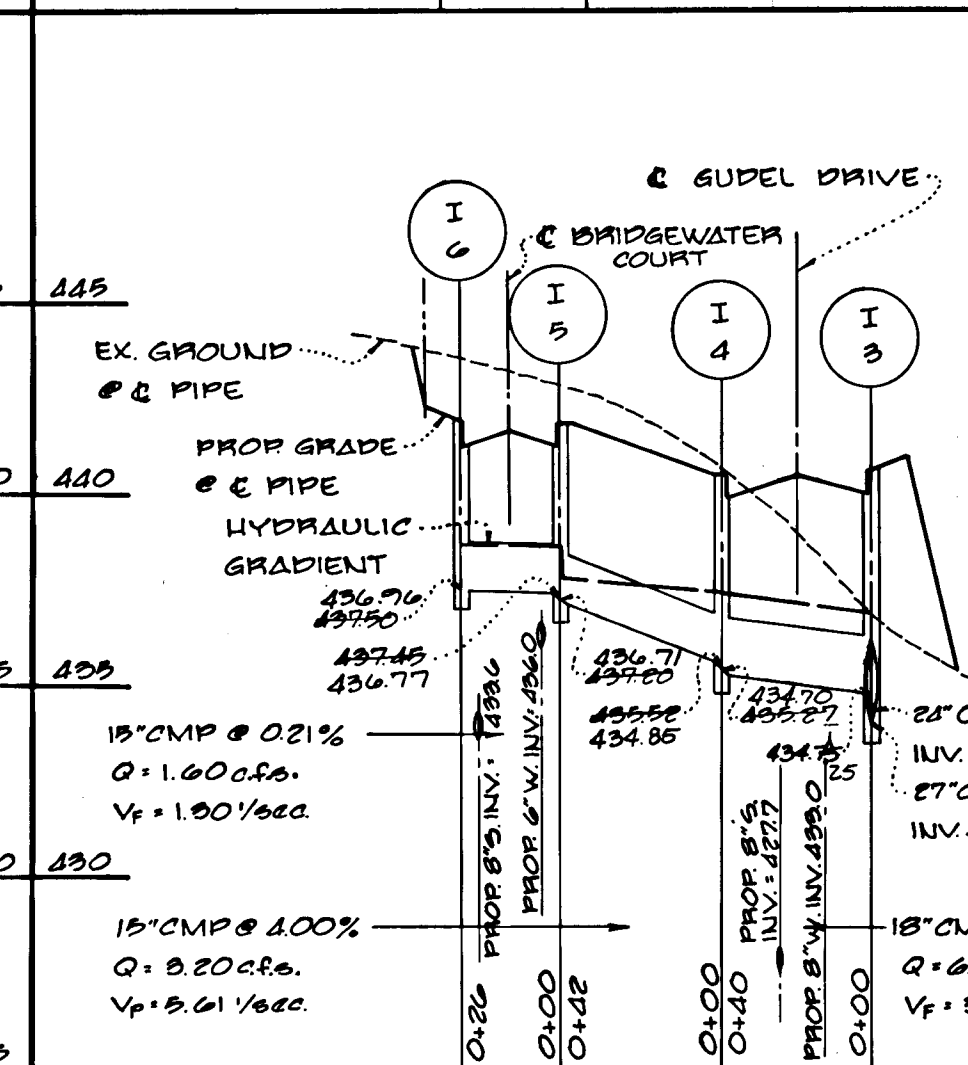 ℄ GUDEL DRIVE
I
6
℄ BRIDGEWATER
COURT
I
5
I
4
I
3
445
EX. GROUND
@ ℄ PIPE
PROP. GRADE
@ ℄ PIPE
440
HYDRAULIC
GRADIENT
436.96
437.50
437.45
436.77
436.71
437.20
435.52
434.85
434.70
435.27
434.75
25
435
15"CMP @ 0.21%
Q = 1.60 c.f.s.
VF = 1.30 '/sec.
PROP. 8"S. INV. = 433.6
PROP. 6"W. INV. = 436.0
PROP. 8"S.
INV. = 427.7
PROP. 8"W. INV. 433.0
24"
INV.
27"
INV.
430
15"CMP @ 4.00%
Q = 3.20 c.f.s.
VP = 5.61 '/sec.
18"CM
Q = 6.
VF =
0+26
0+00
0+42
0+00
0+40
0+00